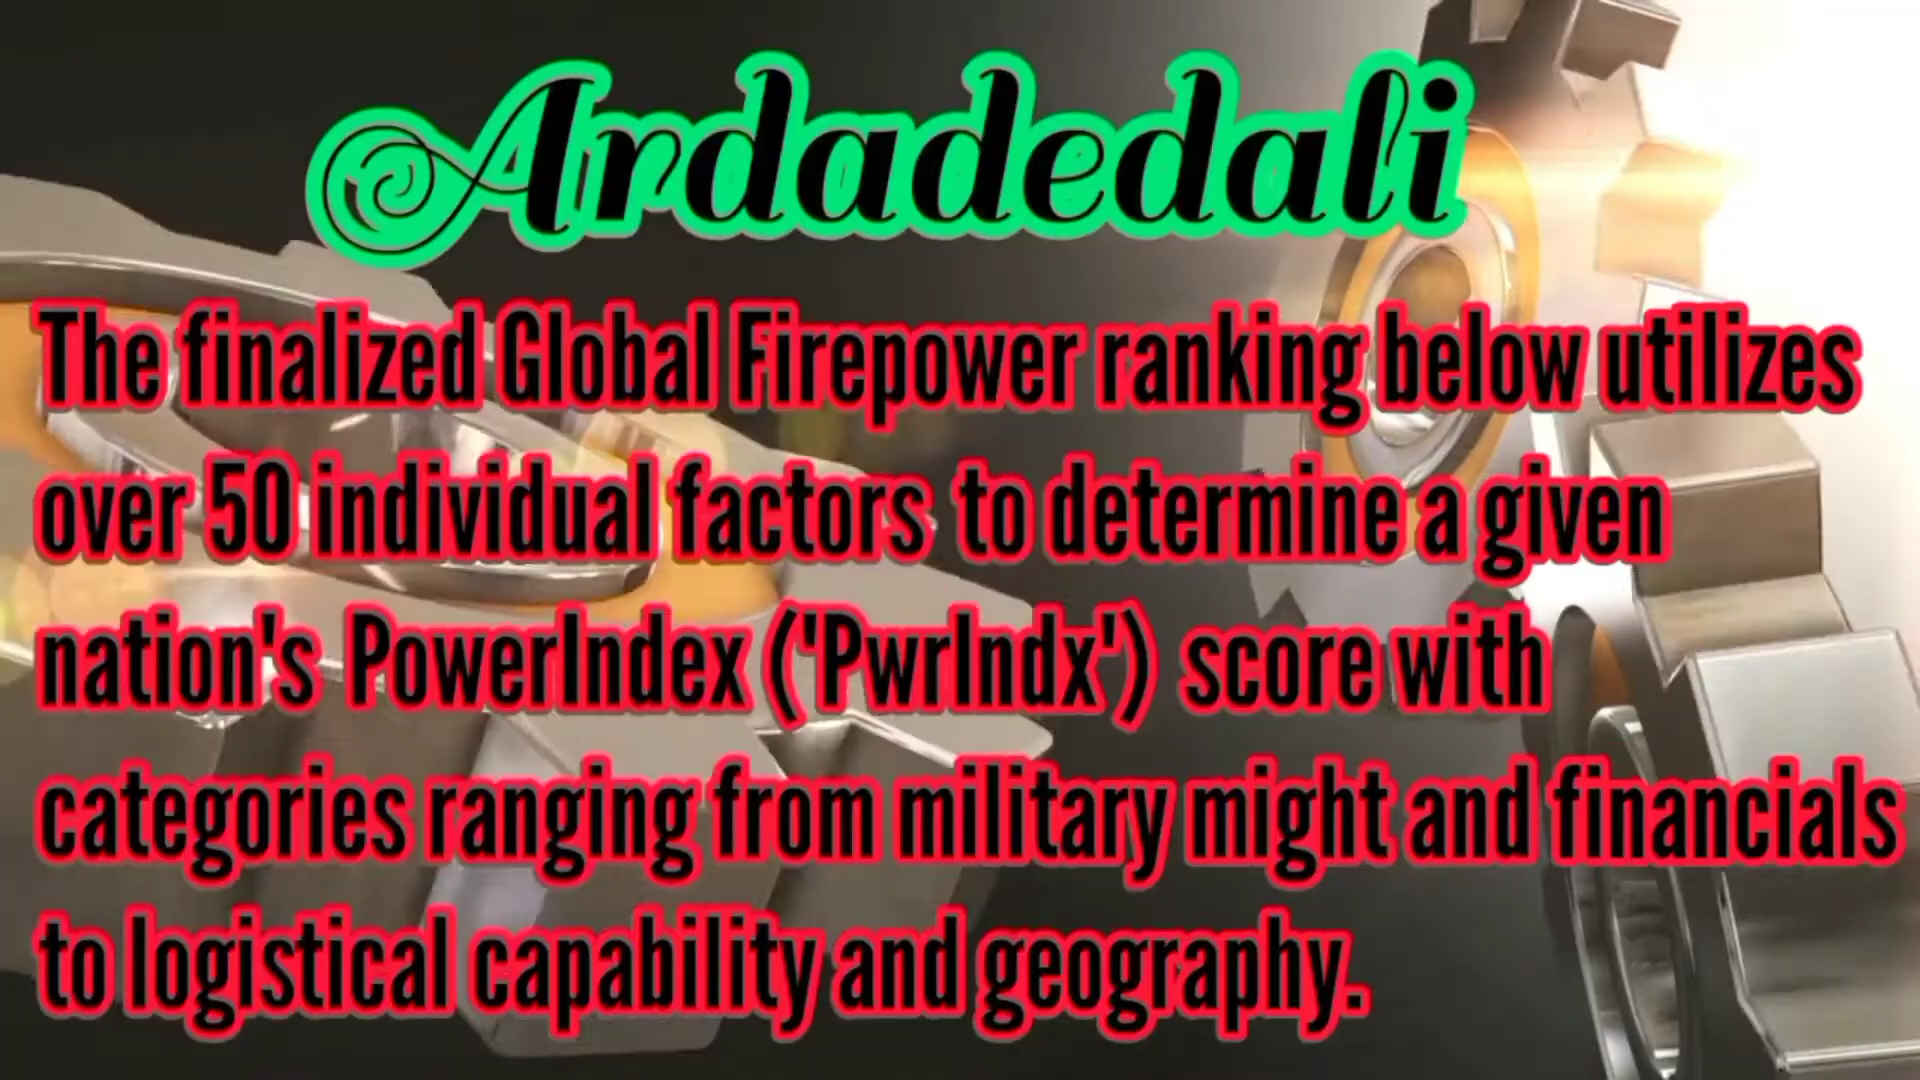 Ardadedali
The finalized Global Firepower ranking below utilizes
over 50 individual factors to determine a given
nation's PowerIndex ('PwrIndx') score with
categories ranging from military might and financials
to logistical capability and geography.